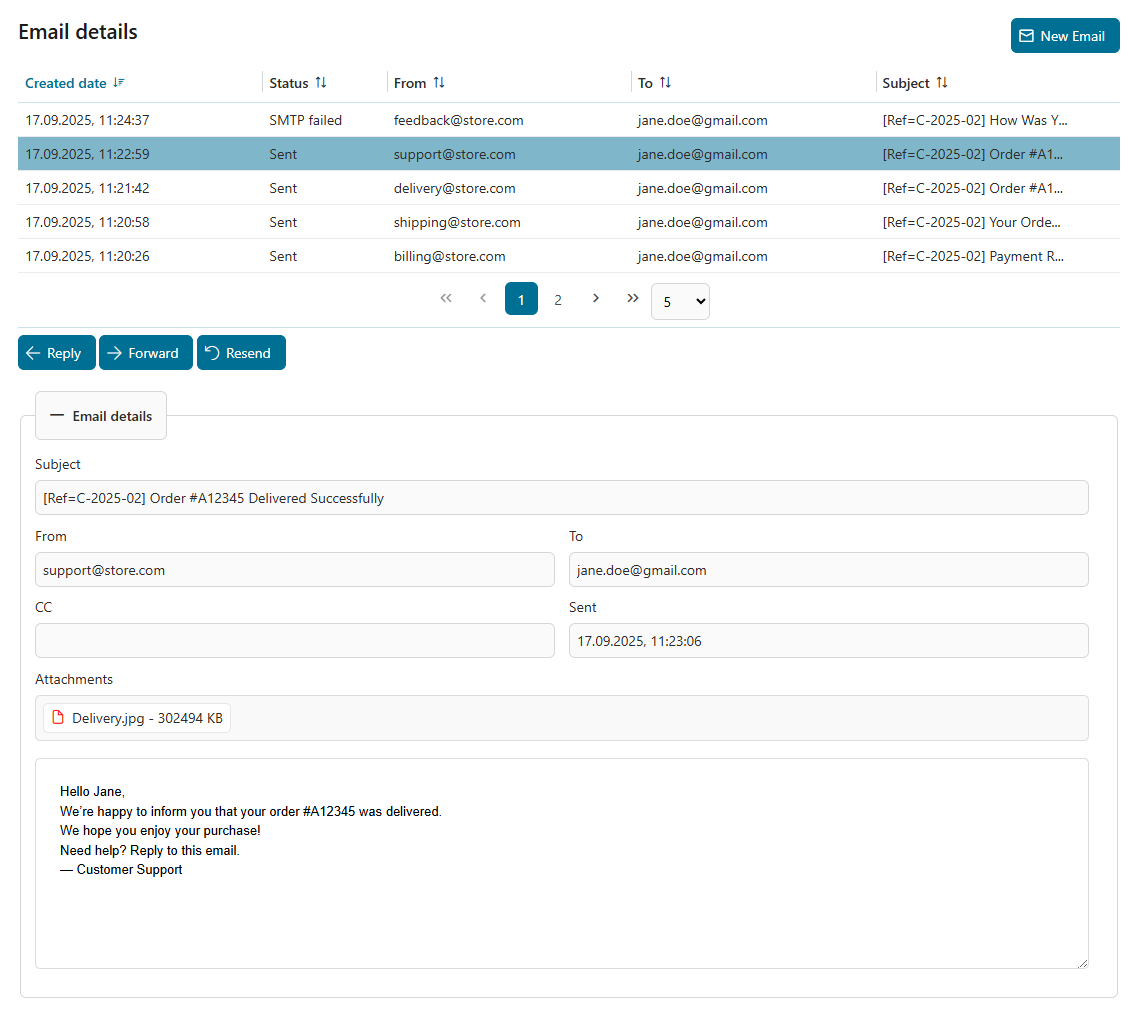 Email details
New Email
Created date Status From To Subject
17.09.2025, 11:24:37 SMTP failed feedback@store.com jane.doe@gmail.com [Ref=C-2025-02] How Was Y...
17.09.2025, 11:22:59 Sent support@store.com jane.doe@gmail.com [Ref=C-2025-02] Order #A1...
17.09.2025, 11:21:42 Sent delivery@store.com jane.doe@gmail.com [Ref=C-2025-02] Order #A1...
17.09.2025, 11:20:58 Sent shipping@store.com jane.doe@gmail.com [Ref=C-2025-02] Your Orde...
17.09.2025, 11:20:26 Sent billing@store.com jane.doe@gmail.com [Ref=C-2025-02] Payment R...
« ‹ 1 2 › » 5
Reply Forward Resend
Email details
Subject
[Ref=C-2025-02] Order #A12345 Delivered Successfully
From To
support@store.com jane.doe@gmail.com
CC Sent
17.09.2025, 11:23:06
Attachments
Delivery.jpg - 302494 KB
Hello Jane,
We’re happy to inform you that your order #A12345 was delivered.
We hope you enjoy your purchase!
Need help? Reply to this email.
— Customer Support